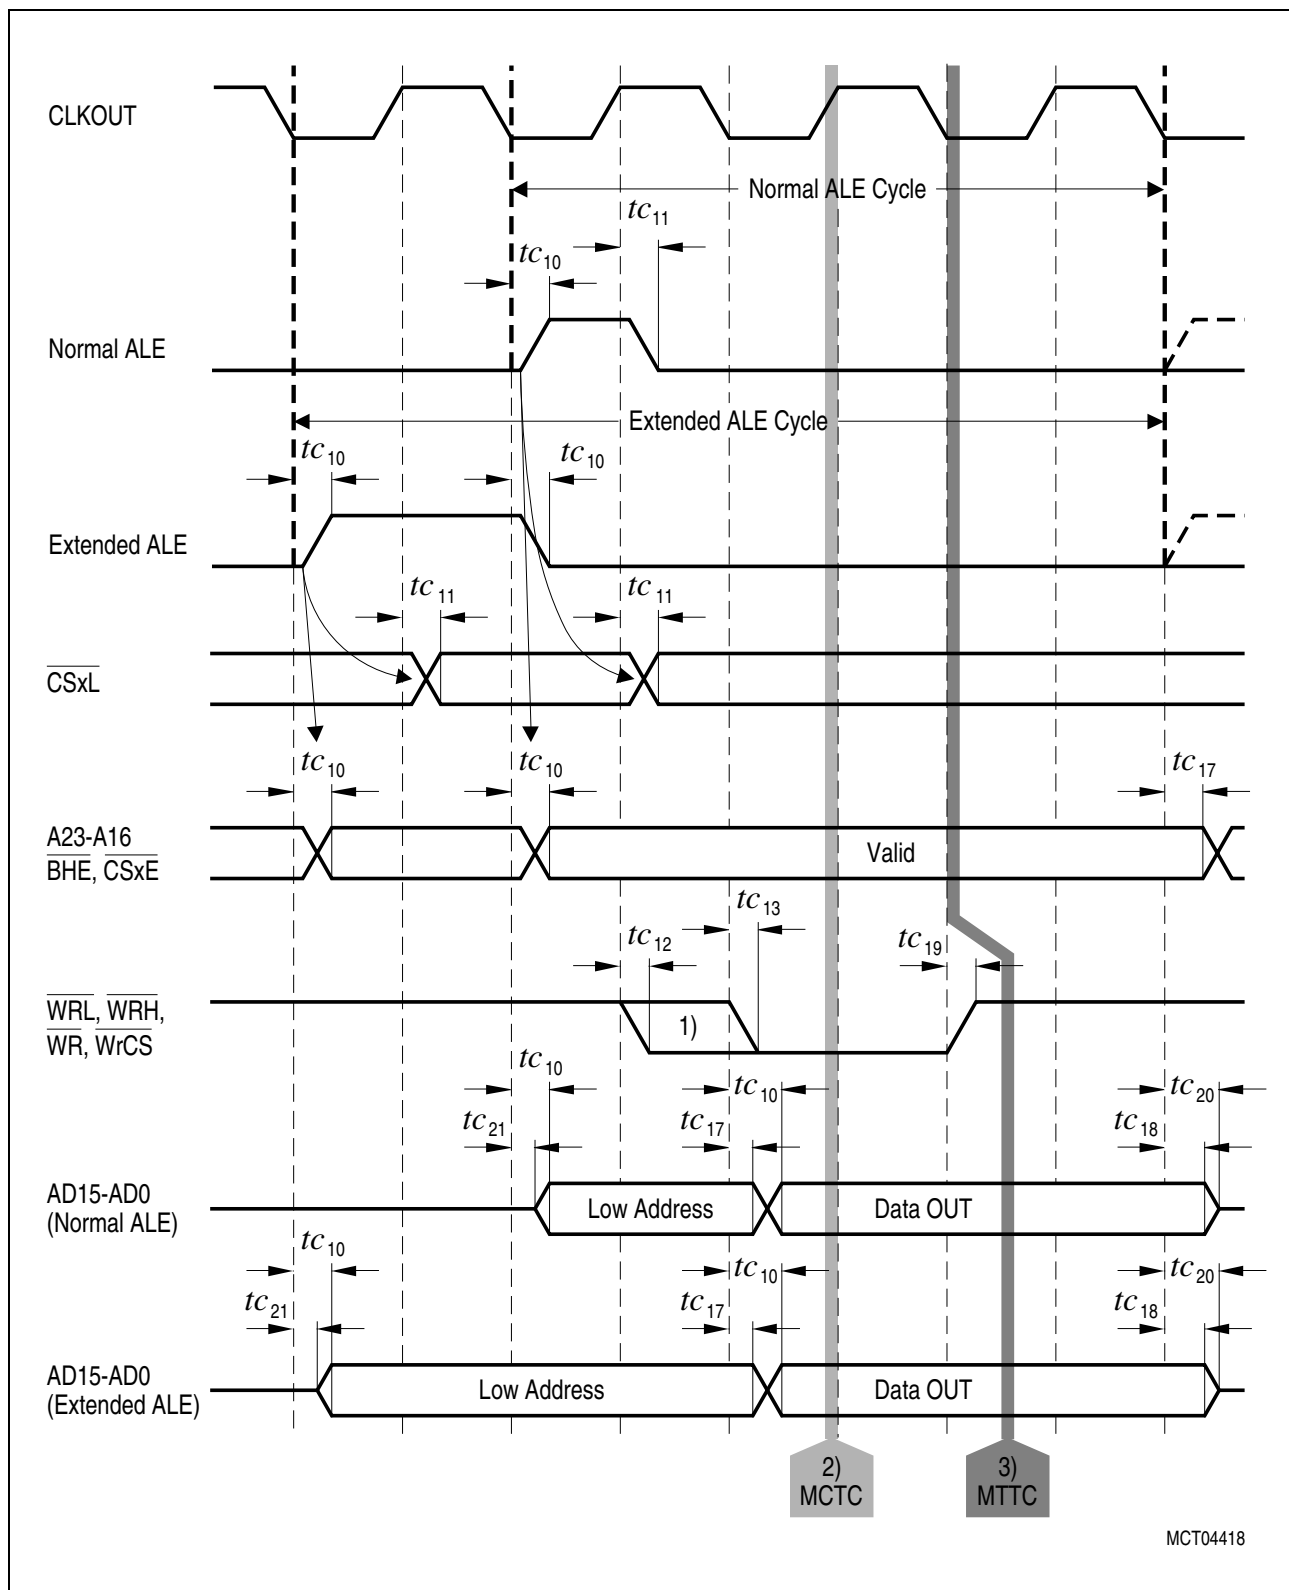 CLKOUT
Normal ALE Cycle
tc11
tc10
Normal ALE
Extended ALE Cycle
tc10
tc10
Extended ALE
tc11
tc11
CSxL
tc10
tc10
tc17
A23-A16
BHE, CSxE
Valid
tc13
tc12
tc19
WRL, WRH,
WR, WrCS
1)
tc10
tc10
tc20
tc21
tc17
tc18
AD15-AD0
(Normal ALE)
Low Address
Data OUT
tc10
tc10
tc20
tc21
tc17
tc18
AD15-AD0
(Extended ALE)
Low Address
Data OUT
2)
MCTC
3)
MTTC
MCT04418